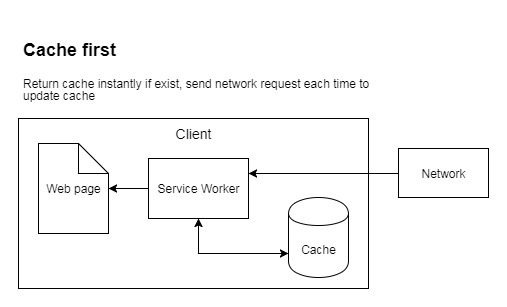 Cache first
Return cache instantly if exist, send network request each time to
update cache
Client
Web page
Service Worker
Network
Cache